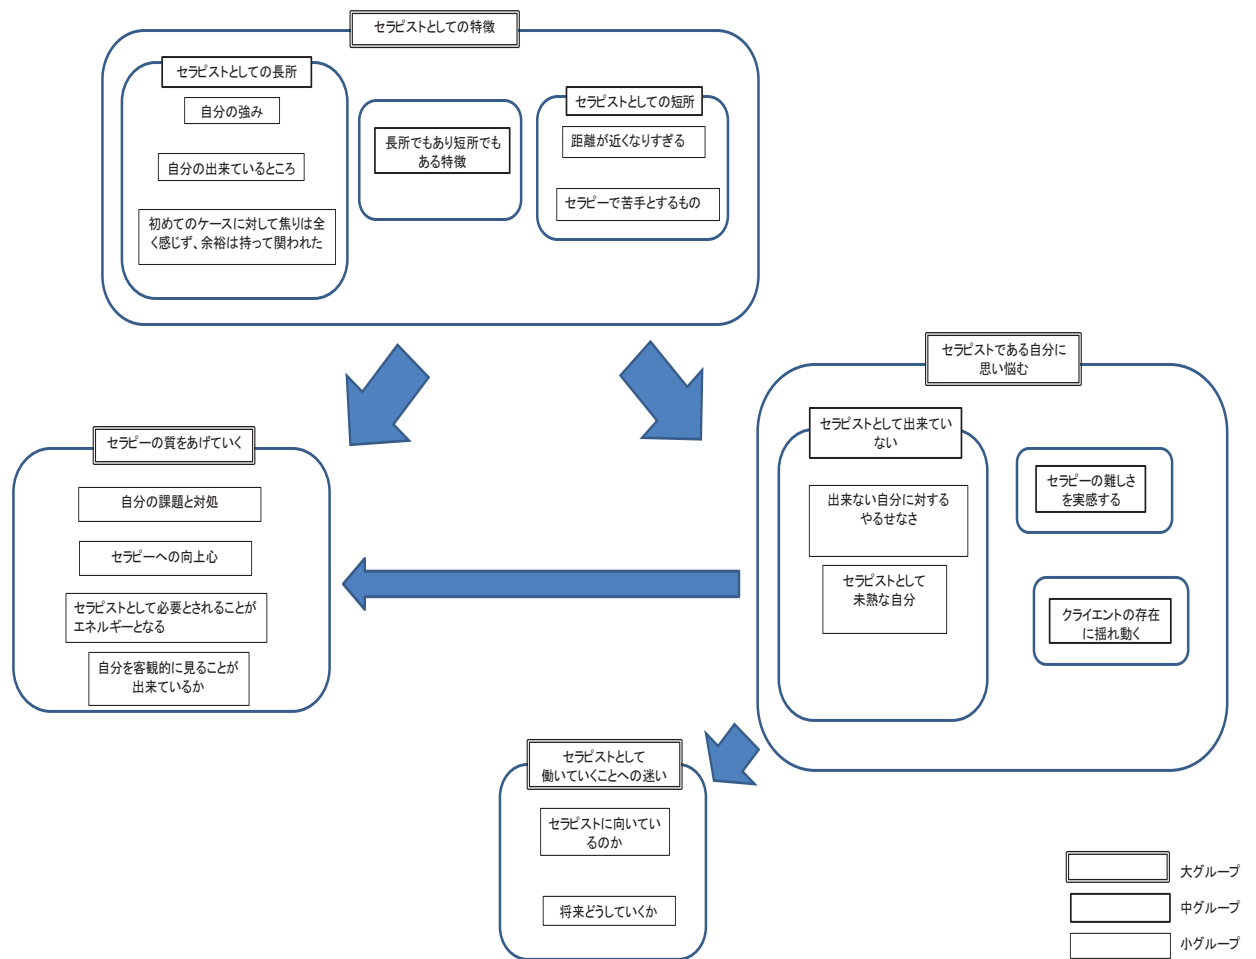 セラピストとしての特徴
セラピストとしての長所
自分の強み
自分の出来ているところ
初めてのケースに対して焦りは全
く感じず、余裕は持って関われた
長所でもあり短所でも
ある特徴
セラピストとしての短所
距離が近くなりすぎる
セラピーで苦手とするもの
セラピストである自分に
思い悩む
セラピストとして出来てい
ない
出来ない自分に対する
やるせなさ
セラピストとして
未熟な自分
セラピーの難しさ
を実感する
クライエントの存在
に揺れ動く
セラピーの質をあげていく
自分の課題と対処
セラピーへの向上心
セラピストとして必要とされることが
エネルギーとなる
自分を客観的に見ることが
出来ているか
セラピストとして
働いていくことへの迷い
セラピストに向いてい
るのか
将来どうしていくか
大グループ
中グループ
小グループ